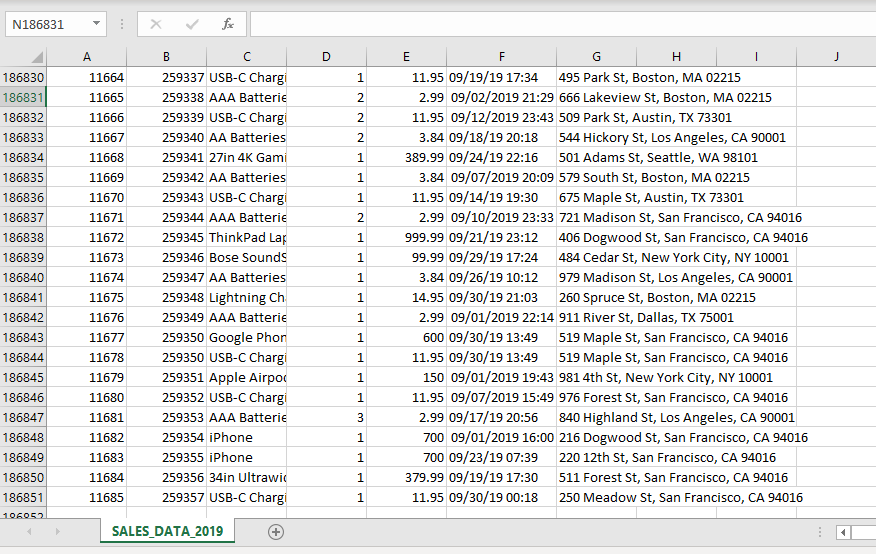 N186831 fx
A B C D E F G H I J
186830 11664 259337 USB-C Chargi 1 11.95 09/19/19 17:34 495 Park St, Boston, MA 02215
186831 11665 259338 AAA Batterie 2 2.99 09/02/2019 21:29 666 Lakeview St, Boston, MA 02215
186832 11666 259339 USB-C Chargi 2 11.95 09/12/2019 23:43 509 Park St, Austin, TX 73301
186833 11667 259340 AA Batteries 2 3.84 09/18/19 20:18 544 Hickory St, Los Angeles, CA 90001
186834 11668 259341 27in 4K Gami 1 389.99 09/24/19 22:16 501 Adams St, Seattle, WA 98101
186835 11669 259342 AA Batteries 1 3.84 09/07/2019 20:09 579 South St, Boston, MA 02215
186836 11670 259343 USB-C Chargi 1 11.95 09/14/19 19:30 675 Maple St, Austin, TX 73301
186837 11671 259344 AAA Batterie 2 2.99 09/10/2019 23:33 721 Madison St, San Francisco, CA 94016
186838 11672 259345 ThinkPad Lap 1 999.99 09/21/19 23:12 406 Dogwood St, San Francisco, CA 94016
186839 11673 259346 Bose SoundS 1 99.99 09/29/19 17:24 484 Cedar St, New York City, NY 10001
186840 11674 259347 AA Batteries 1 3.84 09/26/19 10:12 979 Madison St, Los Angeles, CA 90001
186841 11675 259348 Lightning Ch 1 14.95 09/30/19 21:03 260 Spruce St, Boston, MA 02215
186842 11676 259349 AAA Batterie 1 2.99 09/01/2019 22:14 911 River St, Dallas, TX 75001
186843 11677 259350 Google Phon 1 600 09/30/19 13:49 519 Maple St, San Francisco, CA 94016
186844 11678 259350 USB-C Chargi 1 11.95 09/30/19 13:49 519 Maple St, San Francisco, CA 94016
186845 11679 259351 Apple Airpod 1 150 09/01/2019 19:43 981 4th St, New York City, NY 10001
186846 11680 259352 USB-C Chargi 1 11.95 09/07/2019 15:49 976 Forest St, San Francisco, CA 94016
186847 11681 259353 AAA Batterie 3 2.99 09/17/19 20:56 840 Highland St, Los Angeles, CA 90001
186848 11682 259354 iPhone 1 700 09/01/2019 16:00 216 Dogwood St, San Francisco, CA 94016
186849 11683 259355 iPhone 1 700 09/23/19 07:39 220 12th St, San Francisco, CA 94016
186850 11684 259356 34in Ultrawid 1 379.99 09/19/19 17:30 511 Forest St, San Francisco, CA 94016
186851 11685 259357 USB-C Chargi 1 11.95 09/30/19 00:18 250 Meadow St, San Francisco, CA 94016
186852
SALES_DATA_2019